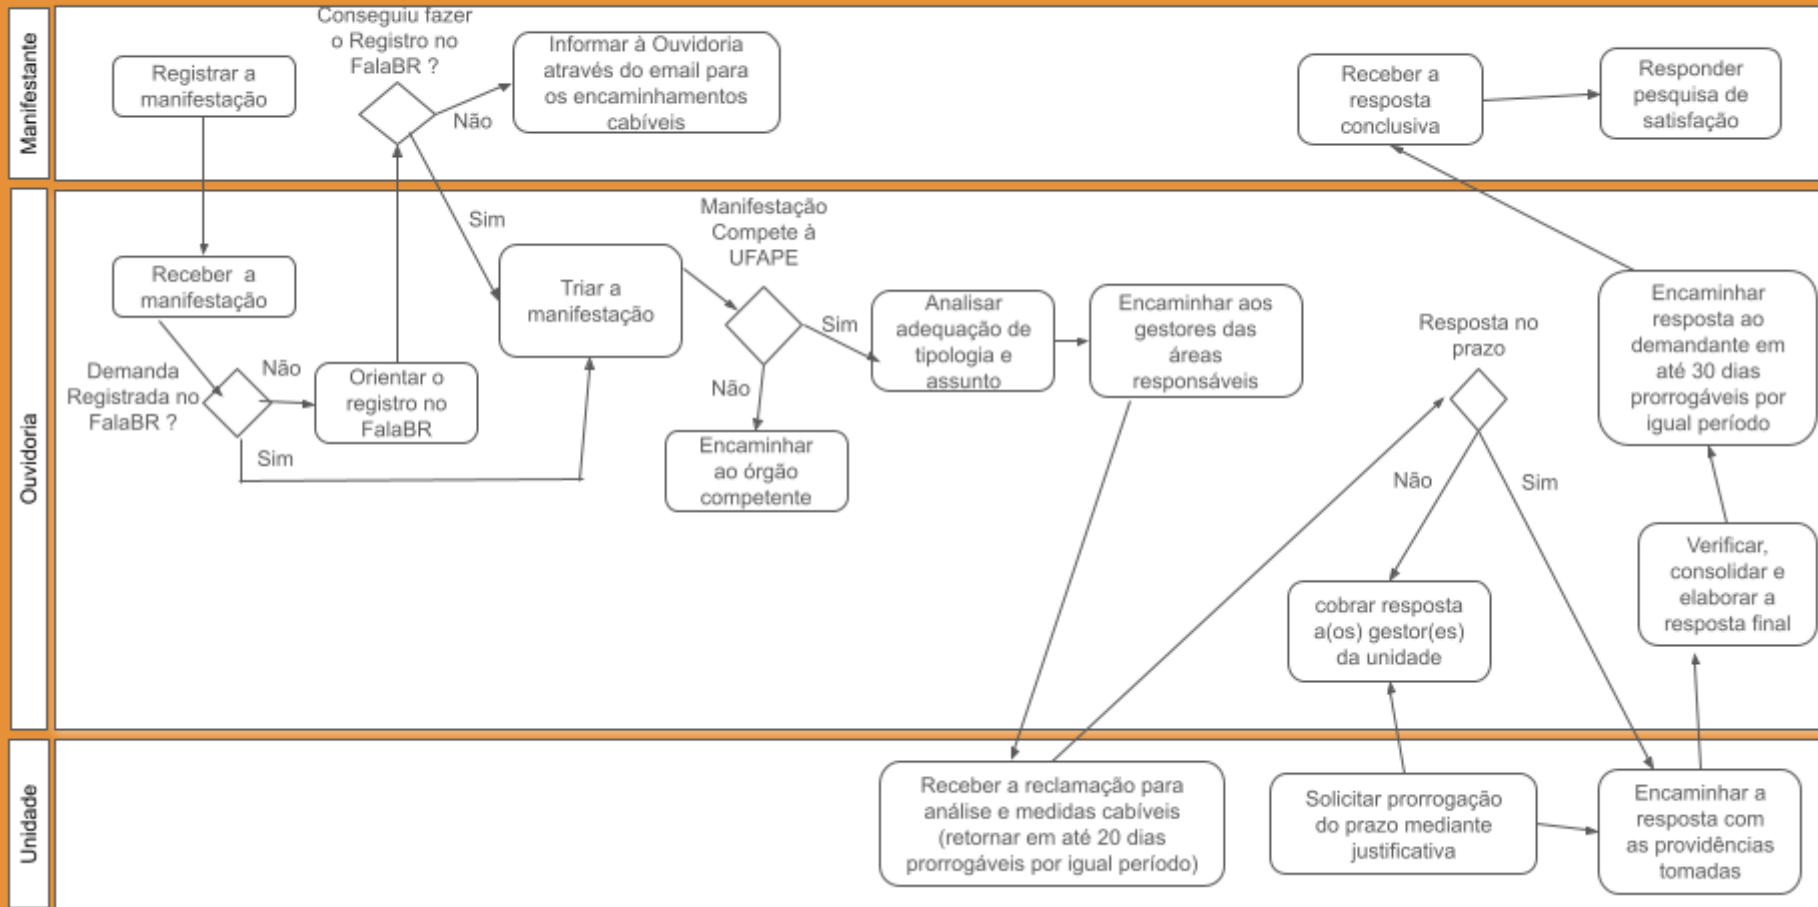 Manifestante
Registrar a
manifestação
Conseguiu fazer
o Registro no
FalaBR ?
Não
Sim
Informar à Ouvidoria
através do email para
os encaminhamentos
cabíveis
Receber a
resposta
conclusiva
Responder
pesquisa de
satisfação
Ouvidoria
Receber a
manifestação
Demanda
Registrada no
FalaBR ?
Não
Sim
Orientar o
registro no
FalaBR
Triar a
manifestação
Manifestação
Compete à
UFAPE
Sim
Não
Encaminhar
ao órgão
competente
Analisar
adequação de
tipologia e
assunto
Encaminhar aos
gestores das
áreas
responsáveis
Resposta no
prazo
Não
Sim
cobrar resposta
a(os) gestor(es)
da unidade
Encaminhar
resposta ao
demandante em
até 30 dias
prorrogáveis por
igual período
Verificar,
consolidar e
elaborar a
resposta final
Unidade
Receber a reclamação para
análise e medidas cabíveis
(retornar em até 20 dias
prorrogáveis por igual período)
Solicitar prorrogação
do prazo mediante
justificativa
Encaminhar a
resposta com
as providências
tomadas